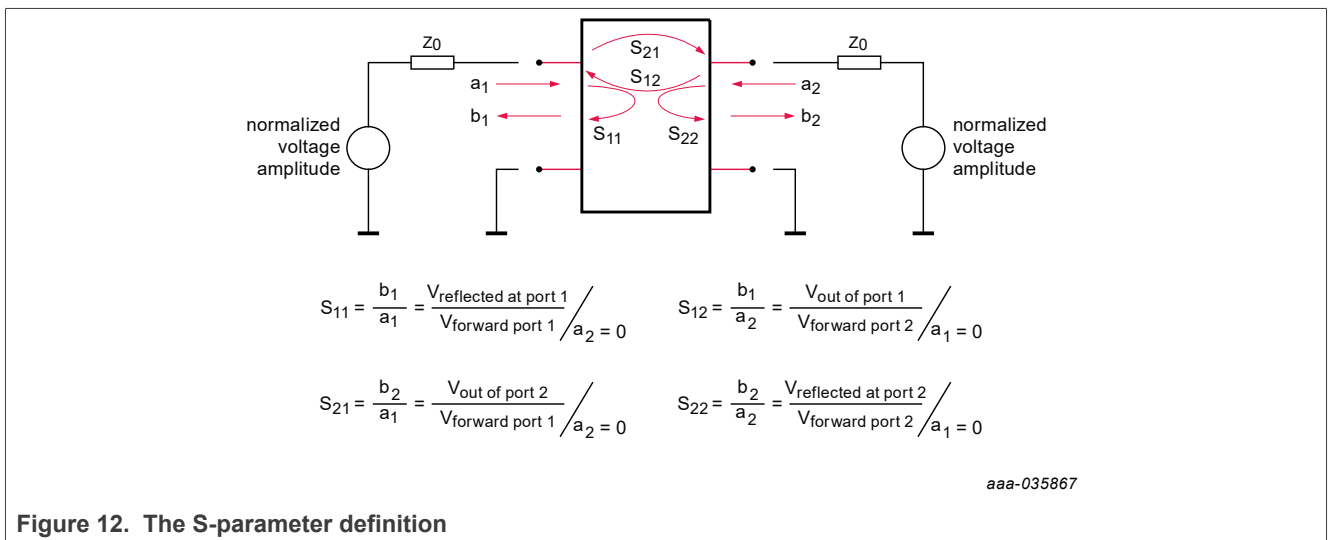 Z0
Z0
S21
S12
a1
a2
b1
b2
S11
S22
normalized
voltage
amplitude
normalized
voltage
amplitude
S11 = b1 / a1 = Vreflected at port 1 / Vforward port 1 / a2 = 0
S12 = b1 / a2 = Vout of port 1 / Vforward port 2 / a1 = 0
S21 = b2 / a1 = Vout of port 2 / Vforward port 1 / a2 = 0
S22 = b2 / a2 = Vreflected at port 2 / Vforward port 2 / a1 = 0
aaa-035867
Figure 12. The S-parameter definition